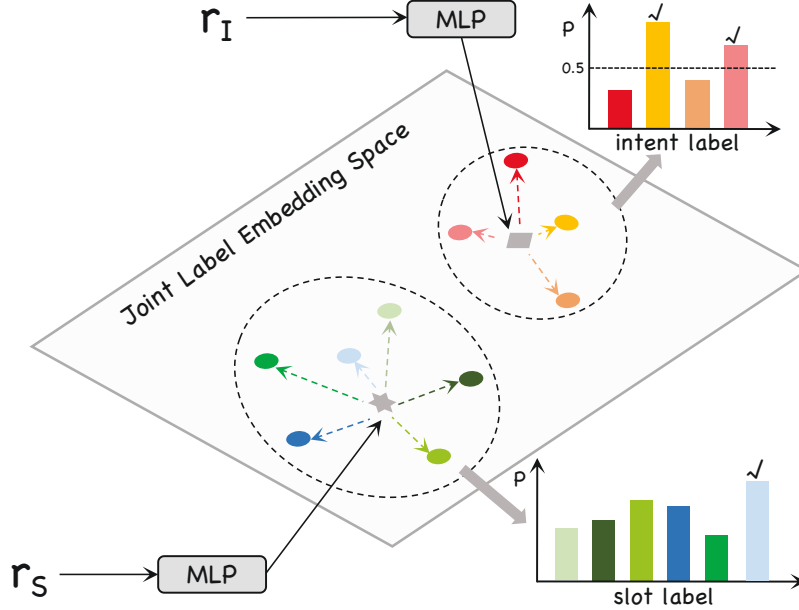 r_I
MLP
P
√
√
0.5
intent label
Joint Label Embedding Space
P
√
r_S
MLP
slot label